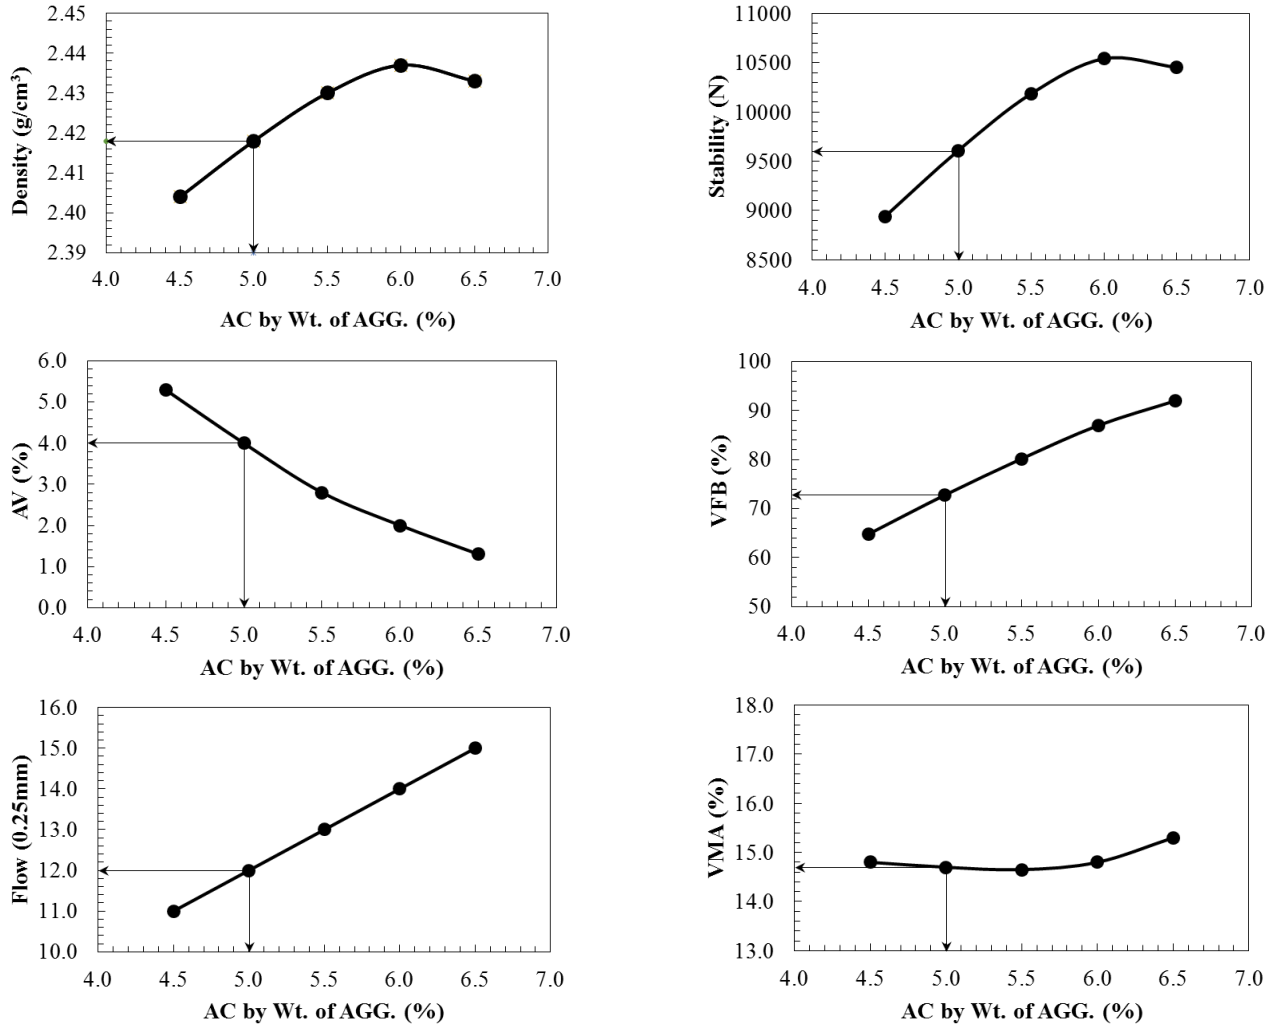 2.45
2.44
2.43
2.42
2.41
2.40
2.39
Density (g/cm³)
4.0 4.5 5.0 5.5 6.0 6.5 7.0
AC by Wt. of AGG. (%)
11000
10500
10000
9500
9000
8500
Stability (N)
4.0 4.5 5.0 5.5 6.0 6.5 7.0
AC by Wt. of AGG. (%)
6.0
5.0
4.0
3.0
2.0
1.0
0.0
AV (%)
4.0 4.5 5.0 5.5 6.0 6.5 7.0
AC by Wt. of AGG. (%)
100
90
80
70
60
50
VFB (%)
4.0 4.5 5.0 5.5 6.0 6.5 7.0
AC by Wt. of AGG. (%)
16.0
15.0
14.0
13.0
12.0
11.0
10.0
Flow (0.25mm)
4.0 4.5 5.0 5.5 6.0 6.5 7.0
AC by Wt. of AGG. (%)
18.0
17.0
16.0
15.0
14.0
13.0
VMA (%)
4.0 4.5 5.0 5.5 6.0 6.5 7.0
AC by Wt. of AGG. (%)